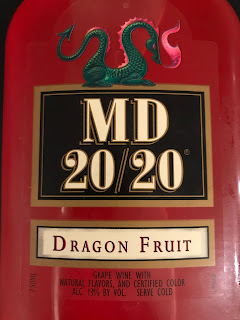 MD
20/20®
DRAGON FRUIT
GRAPE WINE WITH
NATURAL FLAVORS, AND CERTIFIED COLOR
ALC. 13% BY VOL. SERVE COLD
750ML